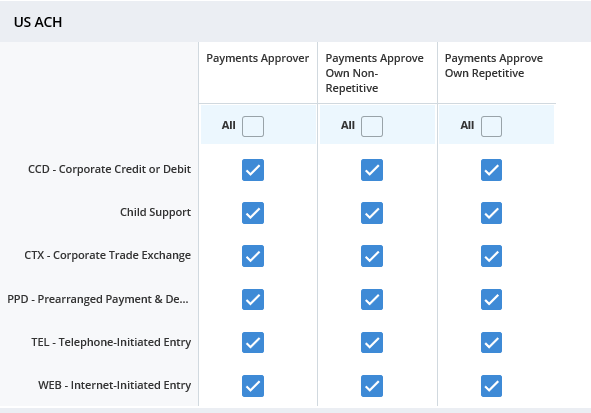 US ACH
Payments Approver
Payments Approve
Own Non-
Repetitive
Payments Approve
Own Repetitive
All
All
All
CCD - Corporate Credit or Debit
Child Support
CTX - Corporate Trade Exchange
PPD - Prearranged Payment & De...
TEL - Telephone-Initiated Entry
WEB - Internet-Initiated Entry